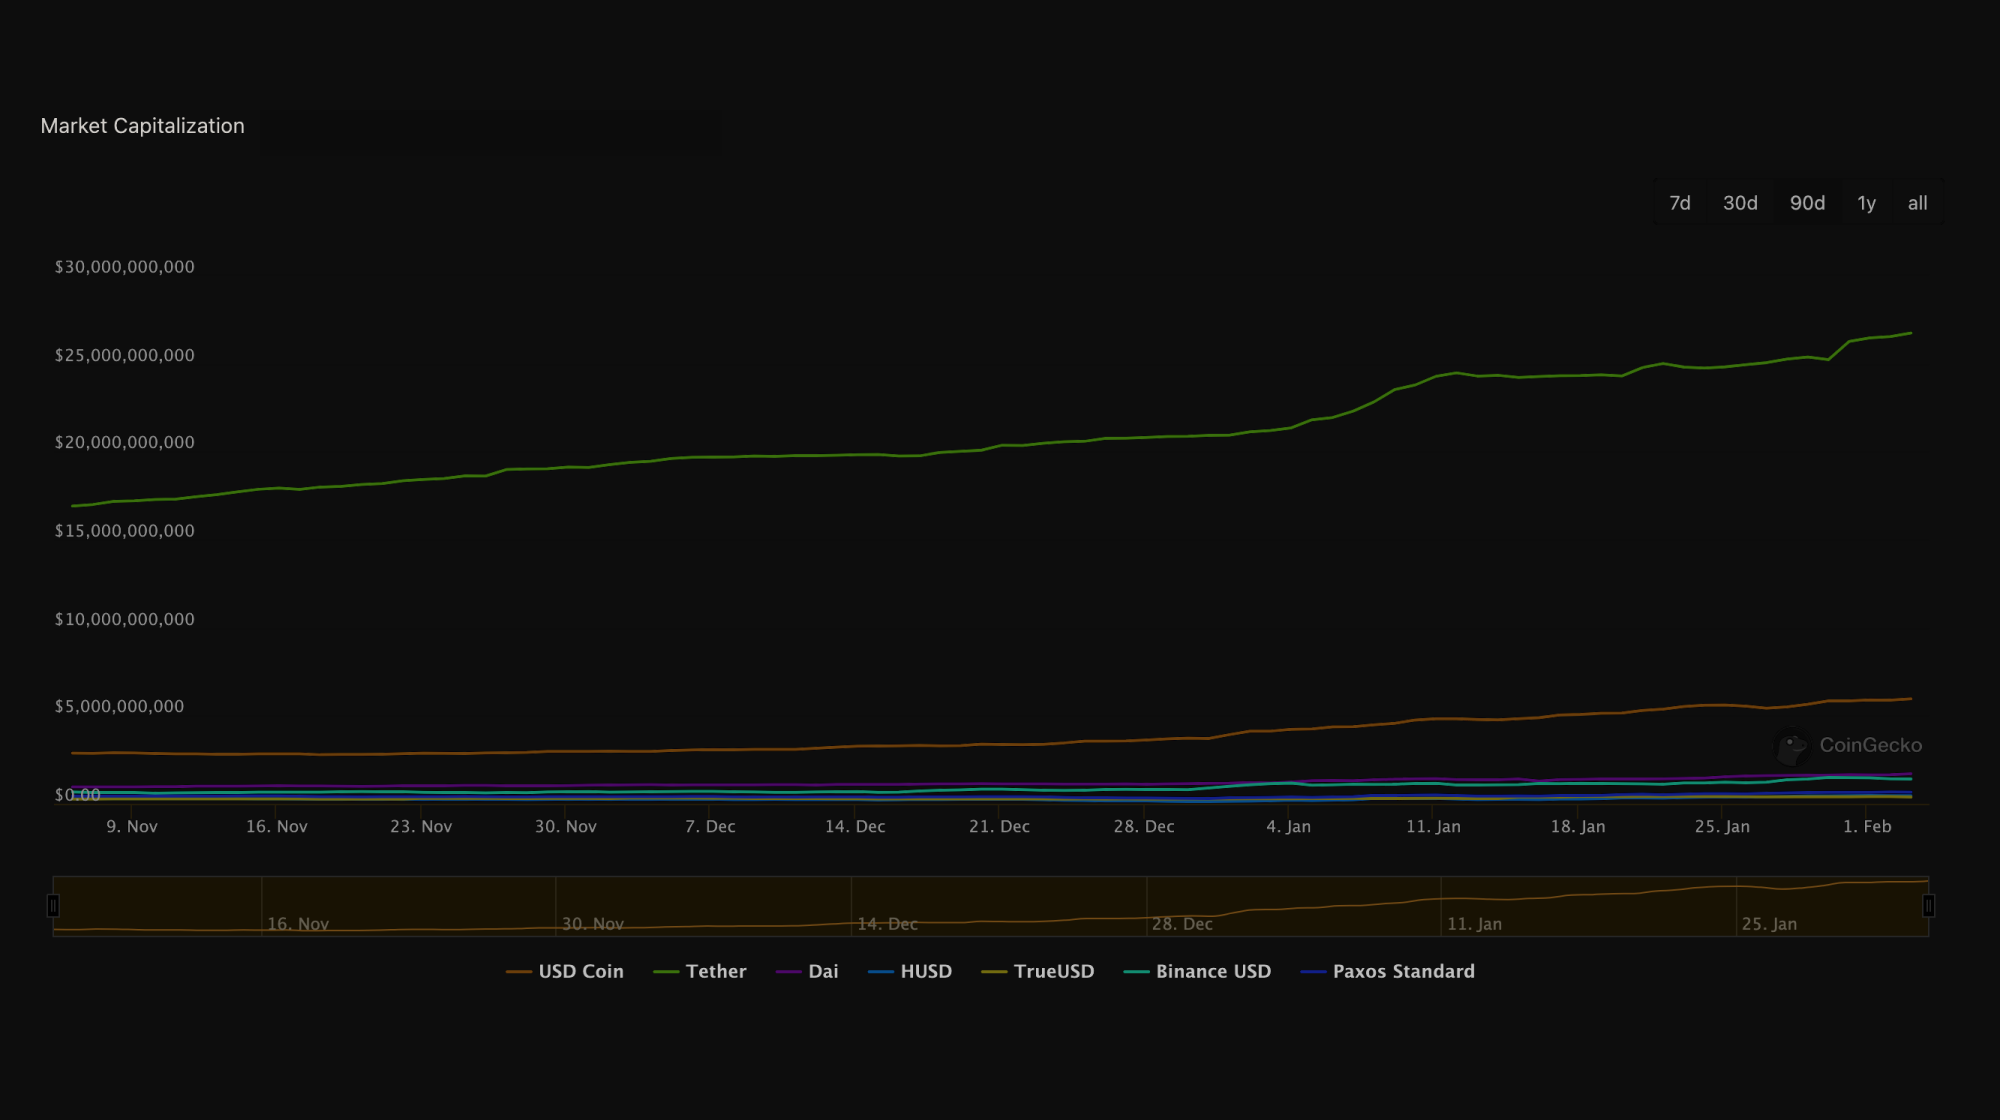 Market Capitalization
7d 30d 90d 1y all
$30,000,000,000
$25,000,000,000
$20,000,000,000
$15,000,000,000
$10,000,000,000
$5,000,000,000
CoinGecko
$0.00
9. Nov 16. Nov 23. Nov 30. Nov 7. Dec 14. Dec 21. Dec 28. Dec 4. Jan 11. Jan 18. Jan 25. Jan 1. Feb
16. Nov 30. Nov 14. Dec 28. Dec 11. Jan 25. Jan
USD Coin Tether Dai HUSD TrueUSD Binance USD Paxos Standard